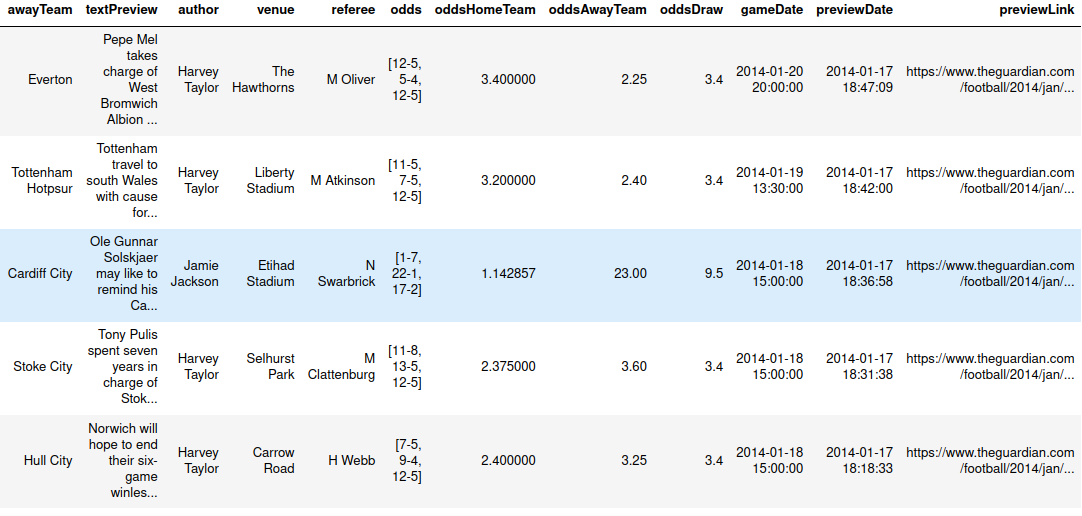 awayTeam textPreview author venue referee odds oddsHomeTeam oddsAwayTeam oddsDraw gameDate previewDate previewLink
Pepe Mel
takes
charge of
West
Bromwich
Albion ...
Everton
Harvey
Taylor
The
Hawthorns
M Oliver
[12-5,
5-4,
12-5]
3.400000
2.25
3.4
2014-01-20
20:00:00
2014-01-17
18:47:09
https://www.theguardian.com
/football/2014/jan/...
Tottenham
Hotpsur
Tottenham
travel to
south Wales
with cause
for...
Harvey
Taylor
Liberty
Stadium
M Atkinson
[11-5,
7-5,
12-5]
3.200000
2.40
3.4
2014-01-19
13:30:00
2014-01-17
18:42:00
https://www.theguardian.com
/football/2014/jan/...
Cardiff City
Ole Gunnar
Solskjaer
may like to
remind his
Ca...
Jamie
Jackson
Etihad
Stadium
N
Swarbrick
[1-7,
22-1,
17-2]
1.142857
23.00
9.5
2014-01-18
15:00:00
2014-01-17
18:36:58
https://www.theguardian.com
/football/2014/jan/...
Stoke City
Tony Pulis
spent seven
years in
charge of
Stok...
Harvey
Taylor
Selhurst
Park
M
Clattenburg
[11-8,
13-5,
12-5]
2.375000
3.60
3.4
2014-01-18
15:00:00
2014-01-17
18:31:38
https://www.theguardian.com
/football/2014/jan/...
Hull City
Norwich will
hope to end
their six-
game
winles...
Harvey
Taylor
Carrow
Road
H Webb
[7-5,
9-4,
12-5]
2.400000
3.25
3.4
2014-01-18
15:00:00
2014-01-17
18:18:33
https://www.theguardian.com
/football/2014/jan/...